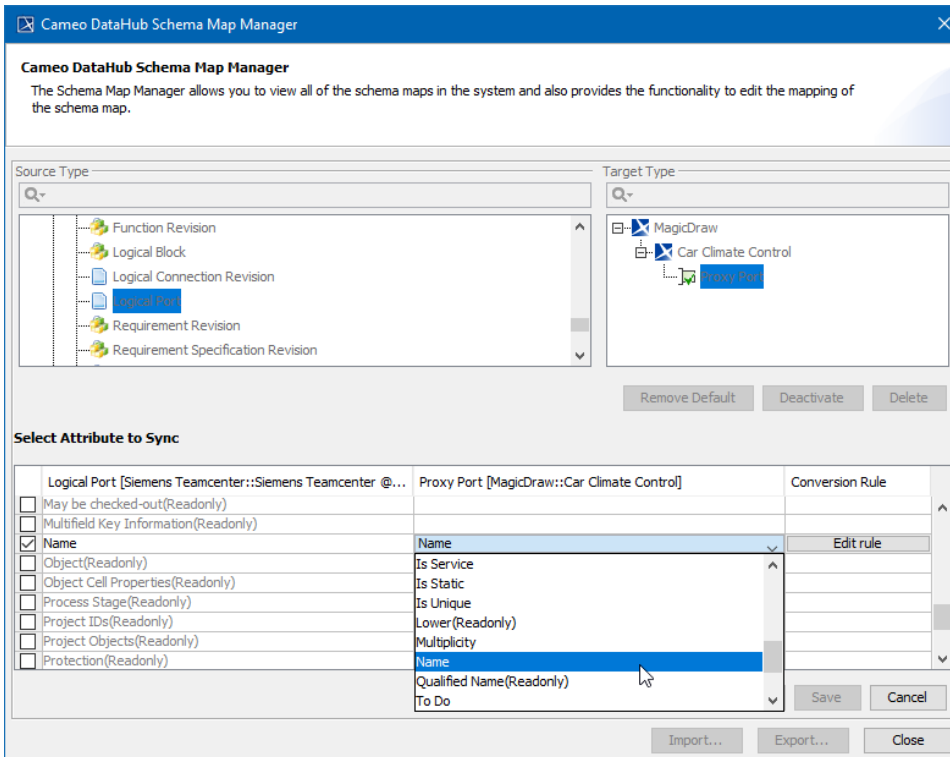 Cameo DataHub Schema Map Manager
Cameo DataHub Schema Map Manager
The Schema Map Manager allows you to view all of the schema maps in the system and also provides the functionality to edit the mapping of
the schema map.
Source Type
Target Type
Function Revision
Logical Block
Logical Connection Revision
Logical Port
Requirement Revision
Requirement Specification Revision
MagicDraw
Car Climate Control
Proxy Port
Remove Default
Deactivate
Delete
Select Attribute to Sync
Logical Port [Siemens Teamcenter::Siemens Teamcenter @...
Proxy Port [MagicDraw::Car Climate Control]
Conversion Rule
May be checked-out(Readonly)
Multifield Key Information(Readonly)
Name
Name
Edit rule
Object(Readonly)
Object Cell Properties(Readonly)
Process Stage(Readonly)
Project IDs(Readonly)
Project Objects(Readonly)
Protection(Readonly)
Is Service
Is Static
Is Unique
Lower(Readonly)
Multiplicity
Name
Qualified Name(Readonly)
To Do
Save
Cancel
Import...
Export...
Close